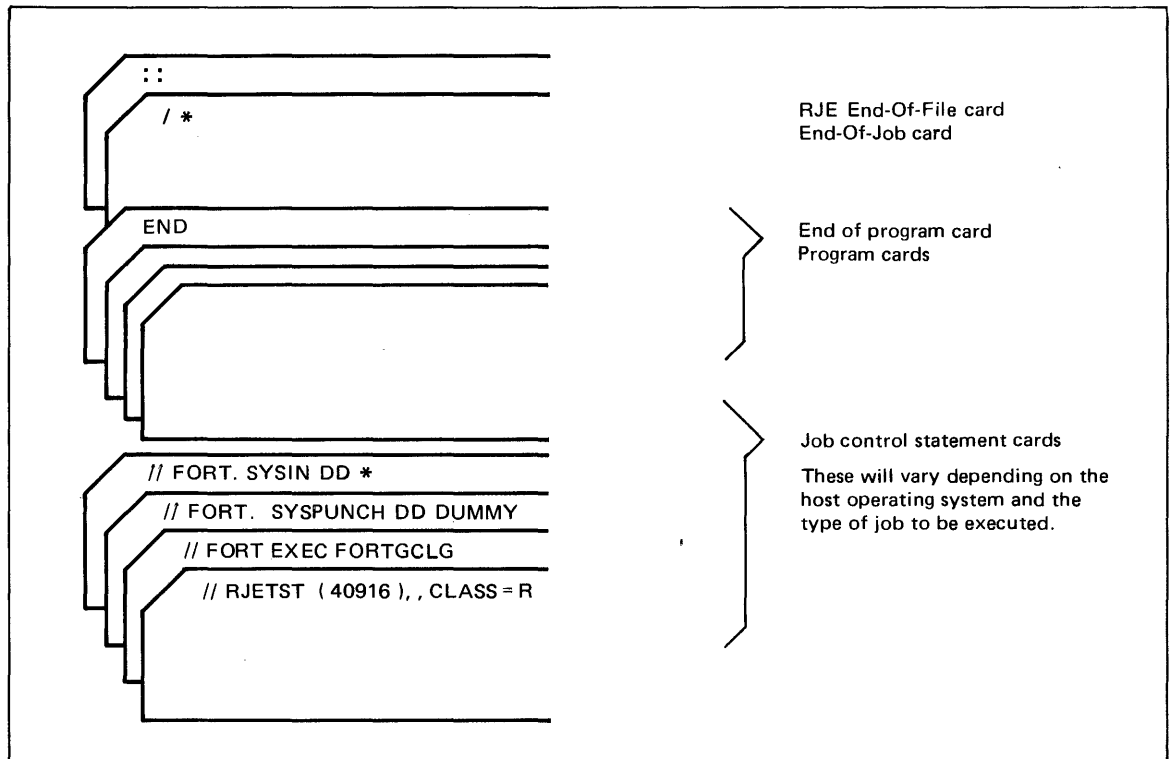 : :
/ *
RJE End-Of-File card
End-Of-Job card
END
End of program card
Program cards
// FORT. SYSIN DD *
// FORT. SYSPUNCH DD DUMMY
// FORT EXEC FORTGCLG
// RJETST ( 40916 ), , CLASS = R
Job control statement cards
These will vary depending on the
host operating system and the
type of job to be executed.